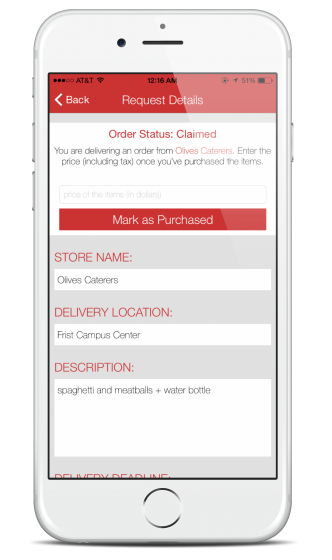 AT&T 12:16 AM 51%
Back Request Details
Order Status: Claimed
You are delivering an order from Olives Caterers. Enter the
price (including tax) once you've purchased the items.
price of the items (in dollars)
Mark as Purchased
STORE NAME:
Olives Caterers
DELIVERY LOCATION:
Frist Campus Center
DESCRIPTION:
spaghetti and meatballs + water bottle
DELIVERY DEADLINE: